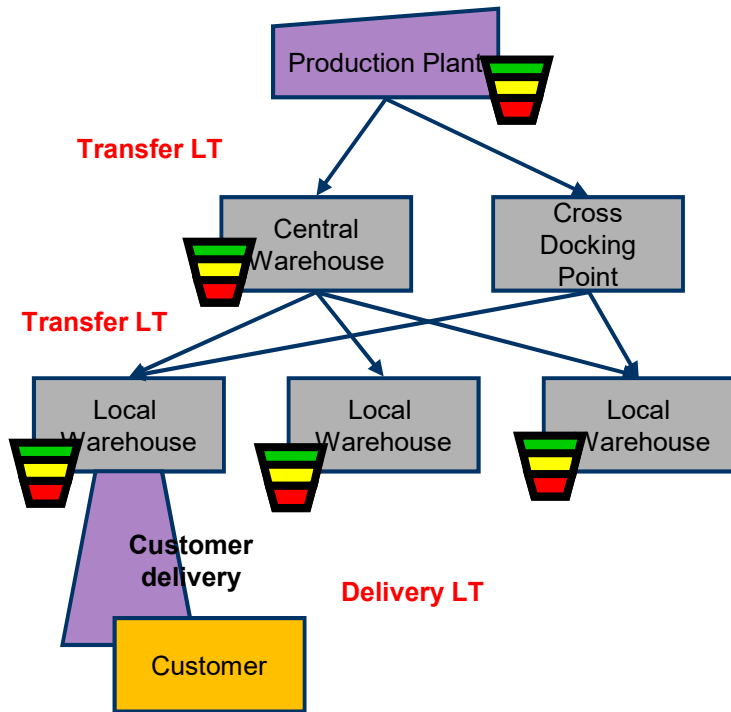 Production Plant
Transfer LT
Central
Warehouse
Cross
Docking
Point
Transfer LT
Local
Warehouse
Local
Warehouse
Local
Warehouse
Customer
delivery
Delivery LT
Customer